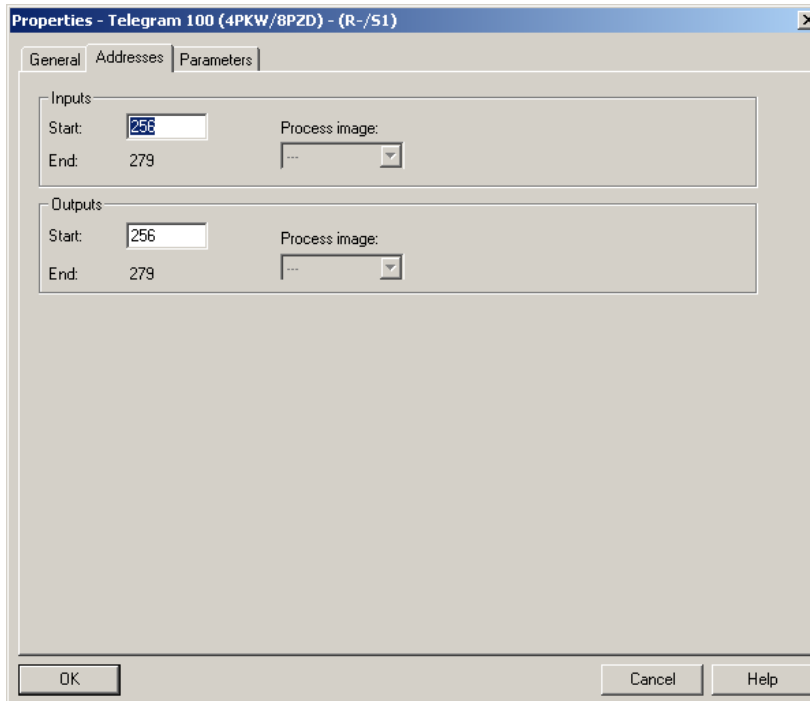 Properties - Telegram 100 (4PKW/8PZD) - (R-/S1)
General Addresses Parameters
Inputs
Start: 256 Process image:
End: 279 ---
Outputs
Start: 256 Process image:
End: 279 ---
OK Cancel Help